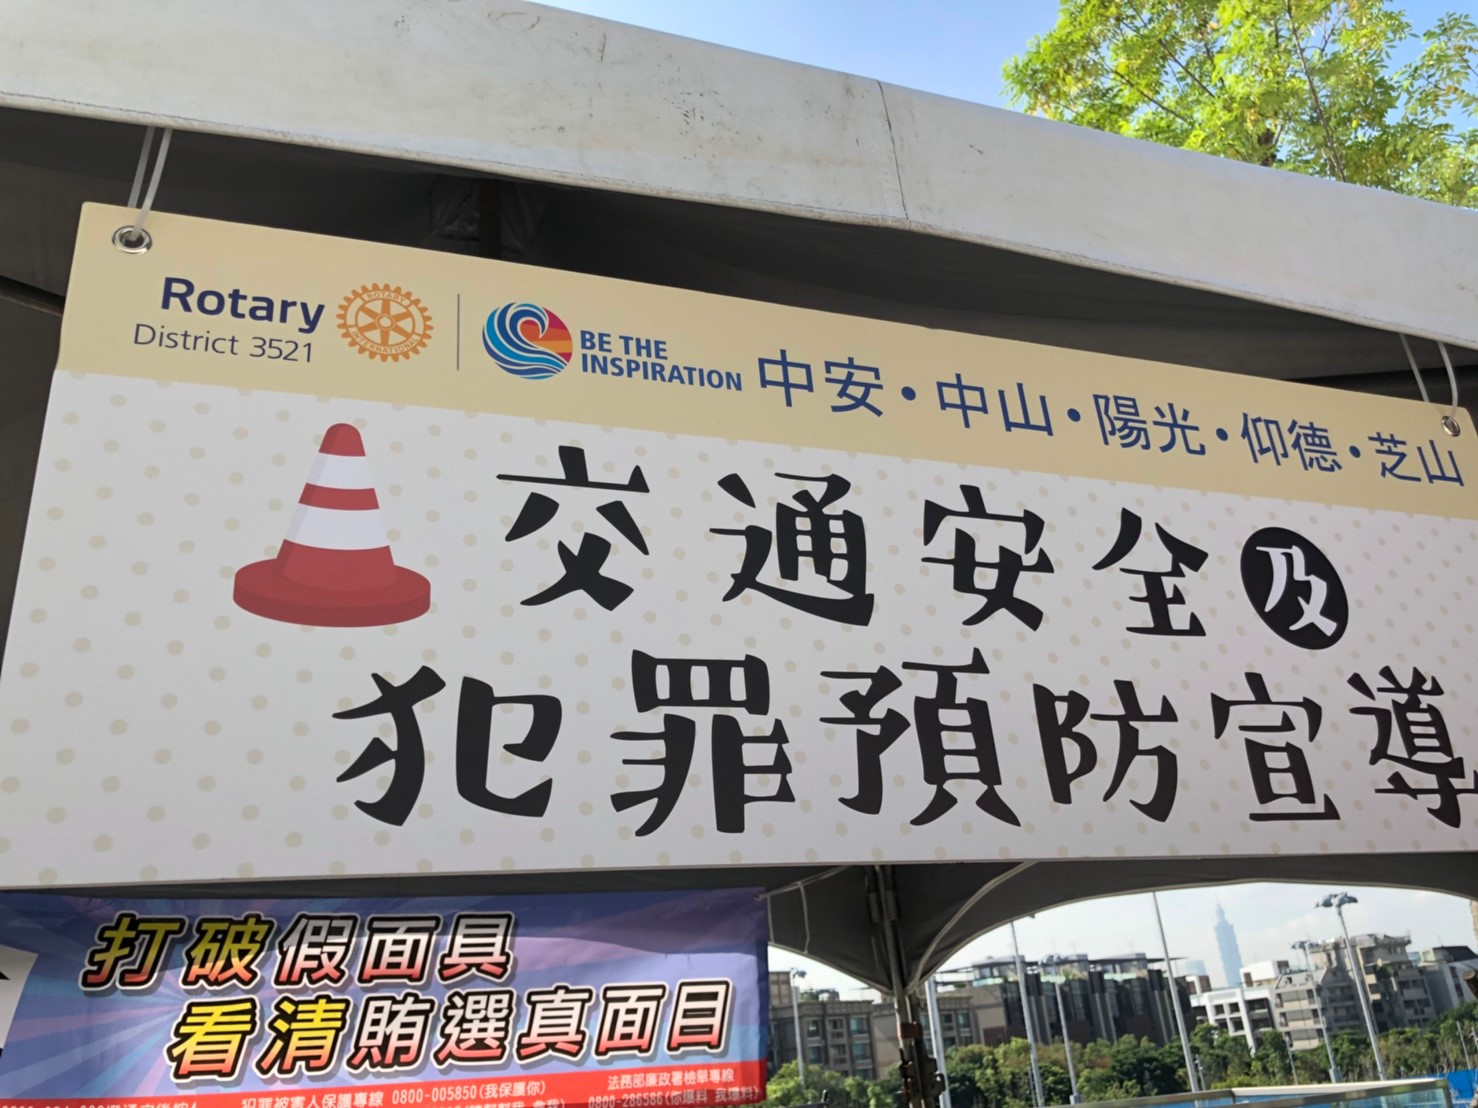 Rotary
District 3521
ROTARY INTERNATIONAL
BE THE
INSPIRATION
中安・中山・陽光・仰德・芝山
交通安全及
犯罪預防宣導
打破假面具
看清賄選真面目
犯罪被害人保護專線 0800-005850(我保護你)
法務部廉政署檢舉專線
0800-286586(你爆料 我爆料)